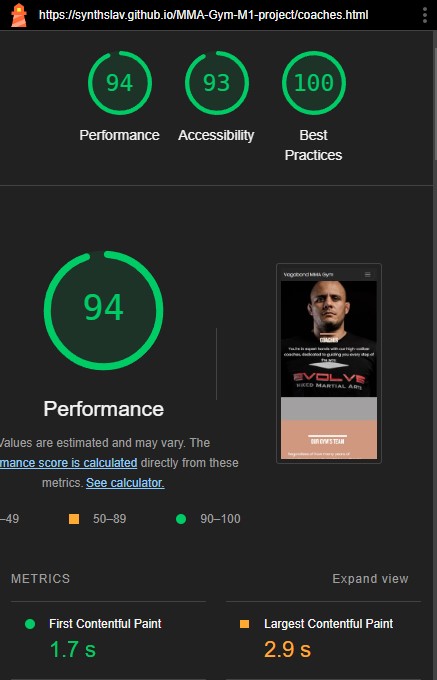 https://synthslav.github.io/MMA-Gym-M1-project/coaches.html
94
93
100
Performance
Accessibility
Best
Practices
94
Vagabond MMA Gym
COACHES
You're in expert hands with our high-caliber
coaches, dedicated to guiding you every step of
the way.
EVOLVE
MIXED MARTIAL ARTS
OUR GYM'S TEAM
Performance
Values are estimated and may vary. The
mance score is calculated directly from these
metrics. See calculator.
–49
50–89
90–100
METRICS
Expand view
First Contentful Paint
1.7 s
Largest Contentful Paint
2.9 s